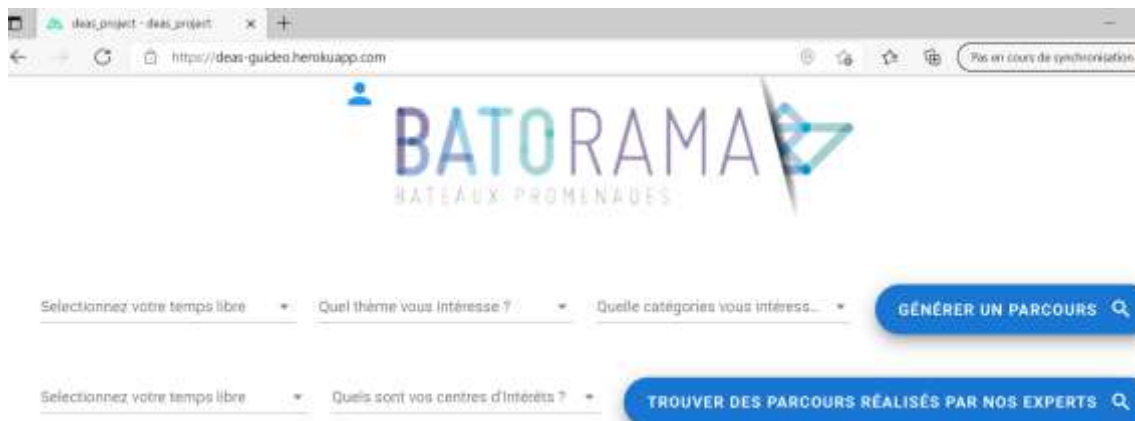 deas_project - deas_project
https://deas-guideo.herokuapp.com
Pas en cours de synchronisation
BATORAMA
BATEAUX PROMENADES
Selectionnez votre temps libre
Quel thème vous intéresse ?
Quelle catégories vous intéress...
GÉNÉRER UN PARCOURS
Selectionnez votre temps libre
Quels sont vos centres d'intérêts ?
TROUVER DES PARCOURS RÉALISÉS PAR NOS EXPERTS